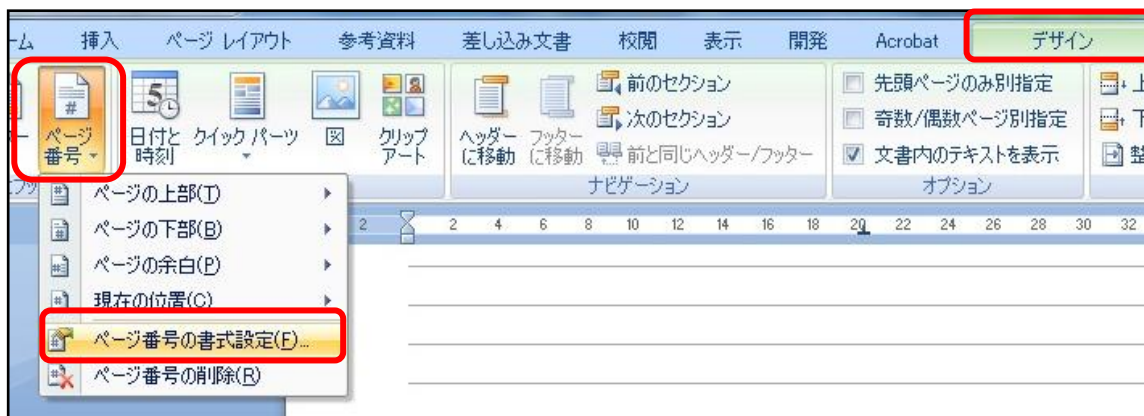 ーム 挿入 ページ レイアウト 参考資料 差し込み文書 校閲 表示 開発 Acrobat デザイン
ページ番号 日付と時刻 クイック パーツ 図 クリップアート ヘッダーに移動 フッターに移動
前のセクション
次のセクション
前と同じヘッダー/フッター
先頭ページのみ別指定
奇数/偶数ページ別指定
文書内のテキストを表示
上
下
整
ナビゲーション オプション
ページの上部(T)
ページの下部(B)
ページの余白(P)
現在の位置(C)
ページ番号の書式設定(F)...
ページ番号の削除(R)
2 2 4 6 8 10 12 14 16 18 20 22 24 26 28 30 32